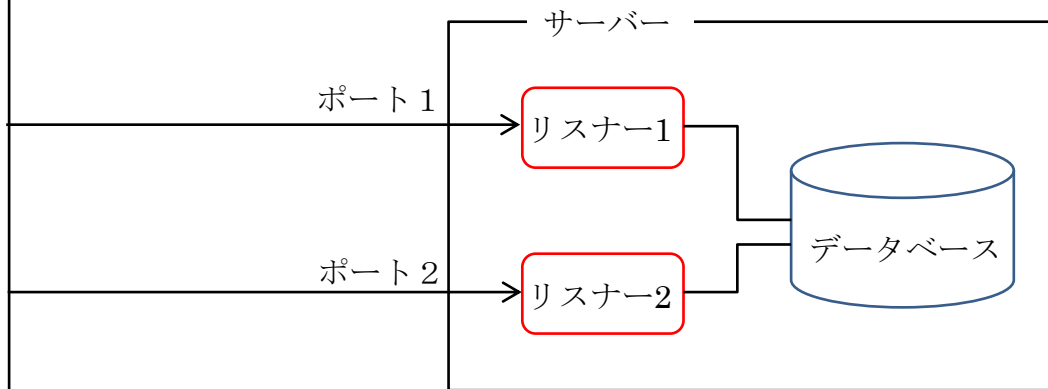 サーバー
ポート１
リスナー1
データベース
ポート２
リスナー2